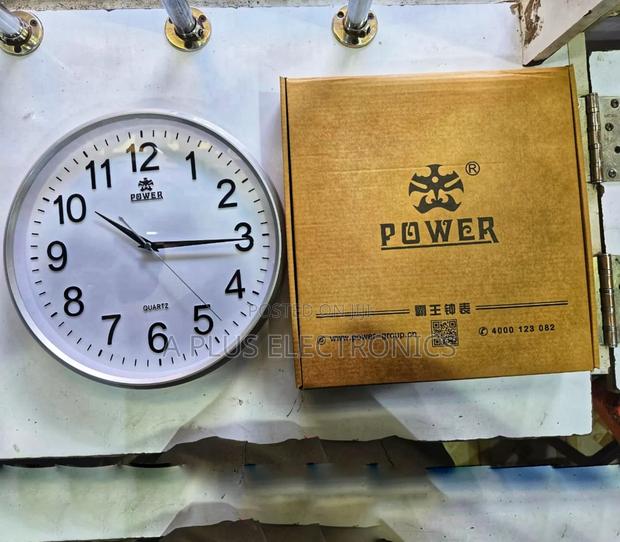 12
1
2
3
4
5
6
7
8
9
10
11
POWER
QUARTZ
®
POWER
霸王钟表
www.power-group.cn
4000 123 082
POSTED ON JIJI
A PLUS ELECTRONICS